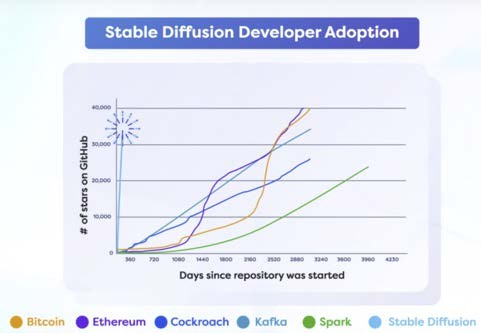 Stable Diffusion Developer Adoption
# of stars on GitHub
40,000
30,000
20,000
10,000
0
360 720 1080 1440 1800 2160 2520 2880 3240 3600 3960 4230
Days since repository was started
Bitcoin Ethereum Cockroach Kafka Spark Stable Diffusion